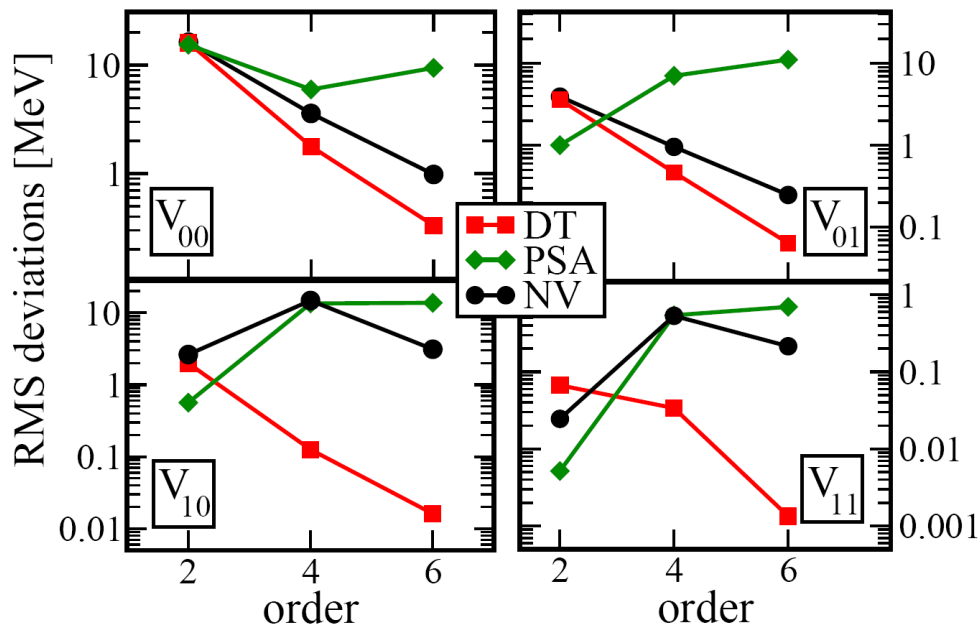 RMS deviations [MeV]
10
1
V00
10
1
0.1
V01
DT
PSA
NV
10
1
0.1
0.01
V10
1
0.1
0.01
0.001
V11
2 4 6
2 4 6
order
order